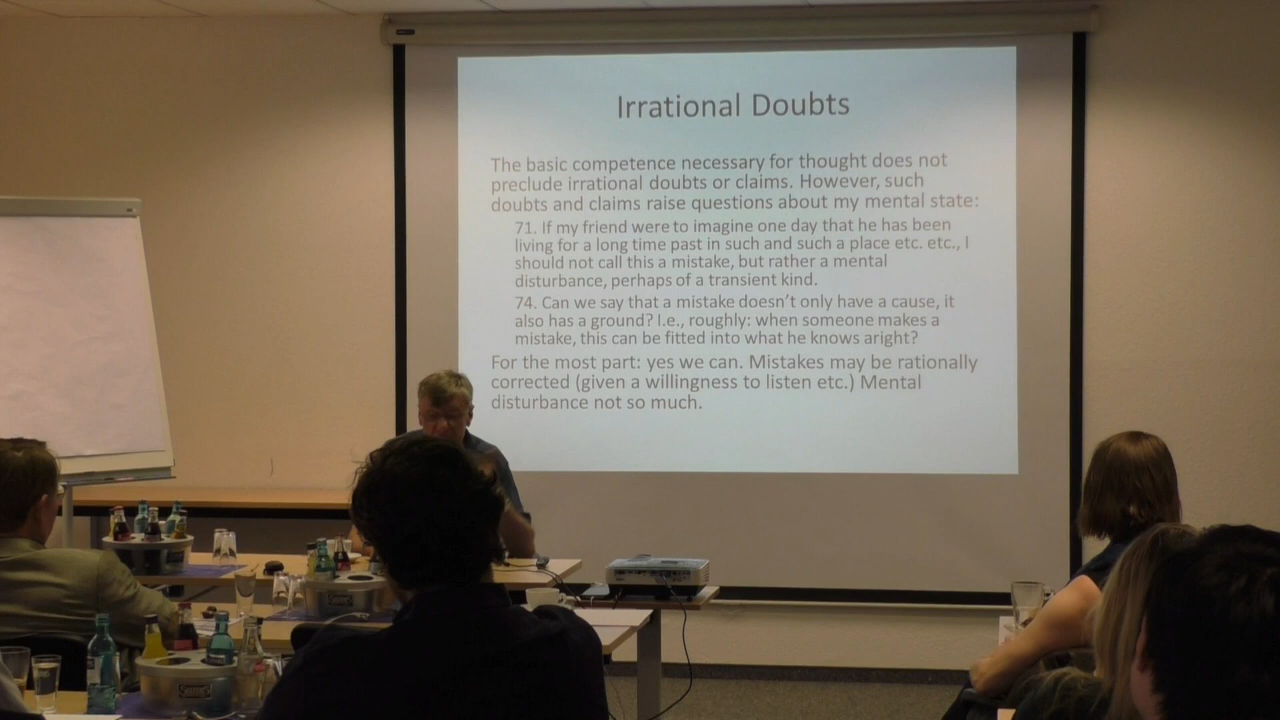 Irrational Doubts
The basic competence necessary for thought does not
preclude irrational doubts or claims. However, such
doubts and claims raise questions about my mental state:
71. If my friend were to imagine one day that he has been
living for a long time past in such and such a place etc. etc., I
should not call this a mistake, but rather a mental
disturbance, perhaps of a transient kind.
74. Can we say that a mistake doesn't only have a cause, it
also has a ground? I.e., roughly: when someone makes a
mistake, this can be fitted into what he knows aright?
For the most part: yes we can. Mistakes may be rationally
corrected (given a willingness to listen etc.) Mental
disturbance not so much.